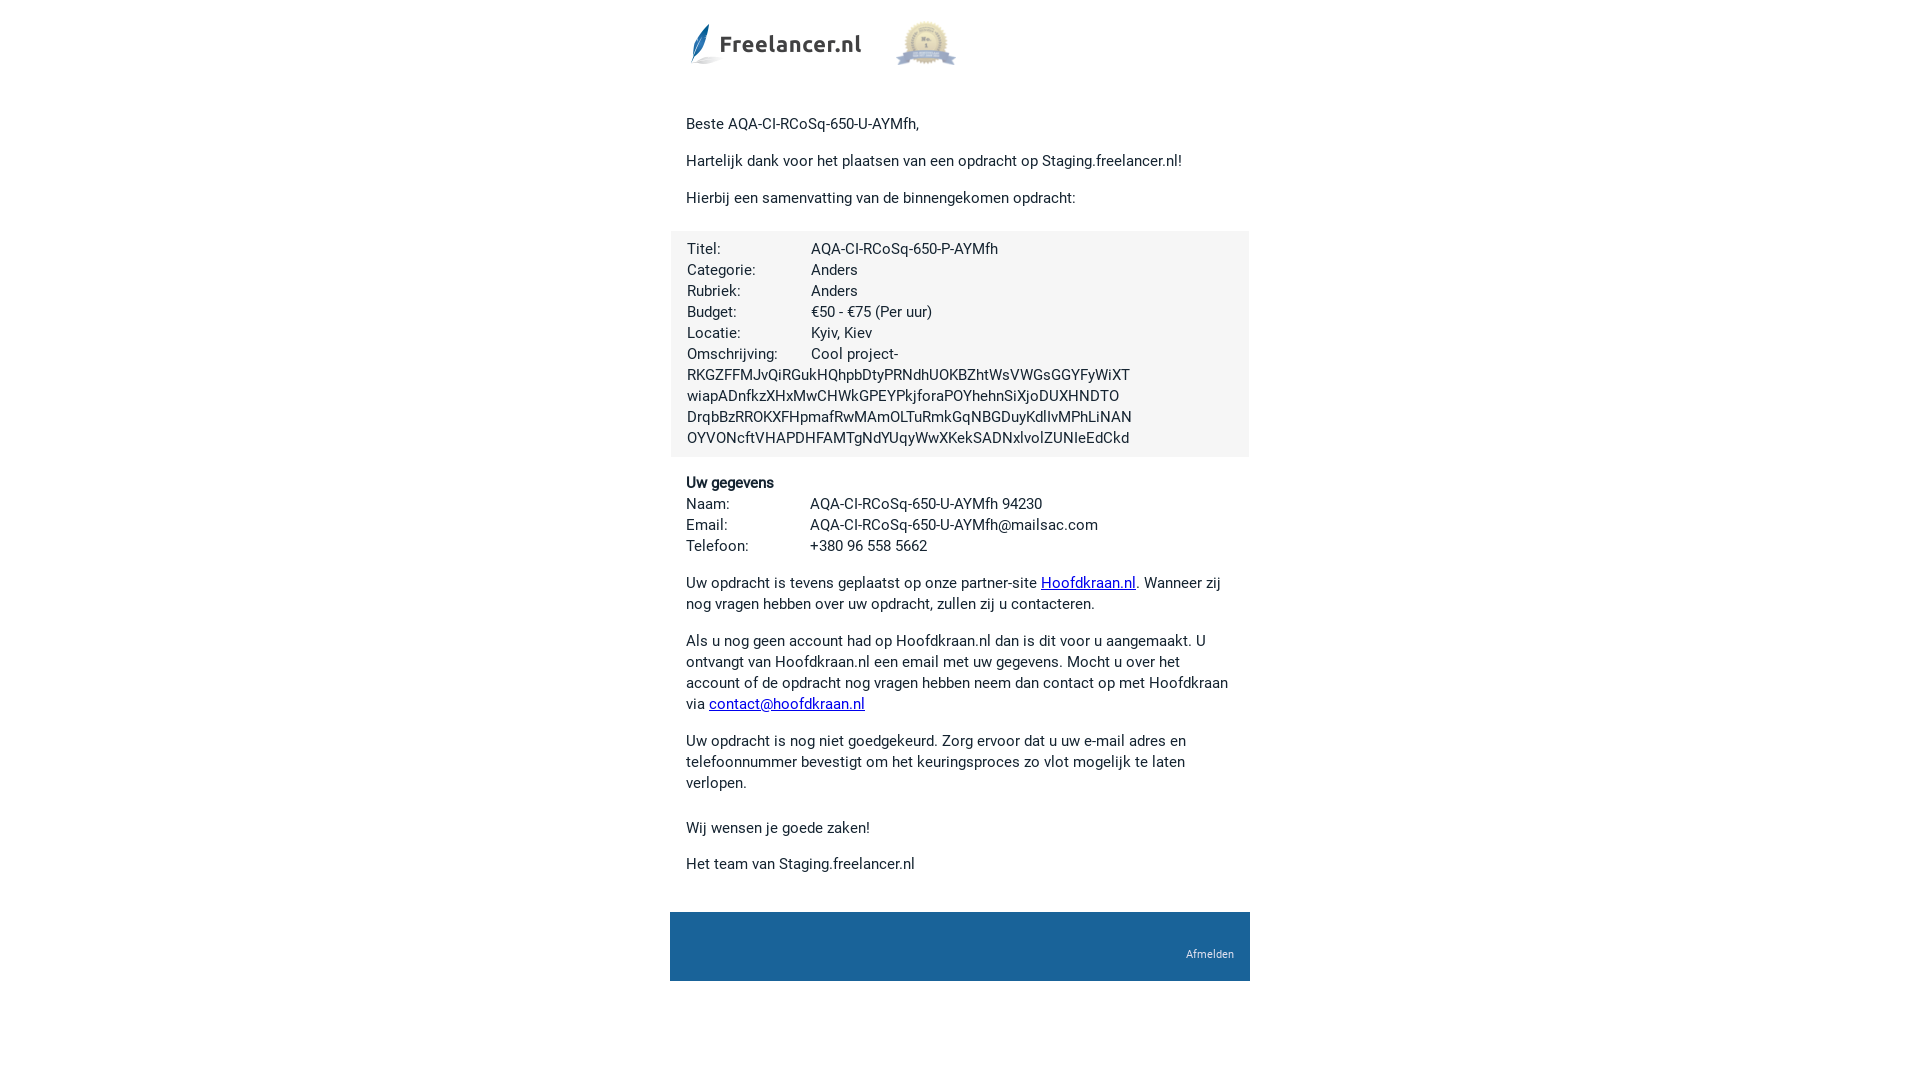 Freelancer.nl
Beste AQA-CI-RCoSq-650-U-AYMfh,
Hartelijk dank voor het plaatsen van een opdracht op Staging.freelancer.nl!
Hierbij een samenvatting van de binnengekomen opdracht:
Titel: AQA-CI-RCoSq-650-P-AYMfh
Categorie: Anders
Rubriek: Anders
Budget: €50 - €75 (Per uur)
Locatie: Kyiv, Kiev
Omschrijving: Cool project-
RKGZFFMJvQiRGukHQhpbDtyPRNdhUOKBZhtWsVWGsGGYFyWiXT
wiapADnfkzXHxMwCHWkGPEYPkjforaPOYhehnSiXjoDUXHNDTO
DrqbBzRROKXFHpmafRwMAmOLTuRmkGqNBGDuyKdlIvMPhLiNAN
OYVONcftVHAPDHFAMTgNdYUqyWwXKekSADNxlvolZUNIeEdCkd
Uw gegevens
Naam: AQA-CI-RCoSq-650-U-AYMfh 94230
Email: AQA-CI-RCoSq-650-U-AYMfh@mailsac.com
Telefoon: +380 96 558 5662
Uw opdracht is tevens geplaatst op onze partner-site Hoofdkraan.nl. Wanneer zij
nog vragen hebben over uw opdracht, zullen zij u contacteren.
Als u nog geen account had op Hoofdkraan.nl dan is dit voor u aangemaakt. U
ontvangt van Hoofdkraan.nl een email met uw gegevens. Mocht u over het
account of de opdracht nog vragen hebben neem dan contact op met Hoofdkraan
via contact@hoofdkraan.nl
Uw opdracht is nog niet goedgekeurd. Zorg ervoor dat u uw e-mail adres en
telefoonnummer bevestigt om het keuringsproces zo vlot mogelijk te laten
verlopen.
Wij wensen je goede zaken!
Het team van Staging.freelancer.nl
Afmelden